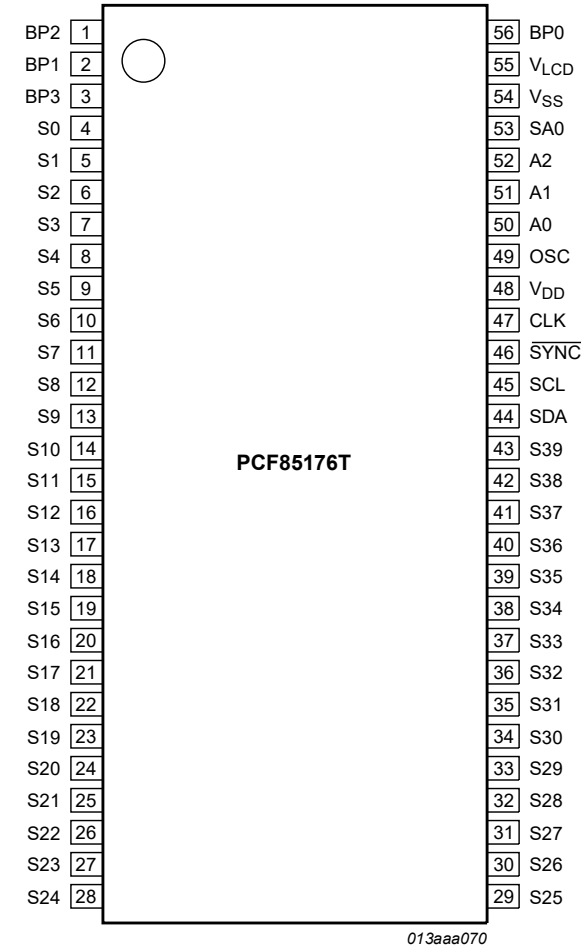 BP2 1 56 BP0
BP1 2 55 VLCD
BP3 3 54 VSS
S0 4 53 SA0
S1 5 52 A2
S2 6 51 A1
S3 7 50 A0
S4 8 49 OSC
S5 9 48 VDD
S6 10 47 CLK
S7 11 46 SYNC
S8 12 45 SCL
S9 13 44 SDA
S10 14 43 S39
PCF85176T
S11 15 42 S38
S12 16 41 S37
S13 17 40 S36
S14 18 39 S35
S15 19 38 S34
S16 20 37 S33
S17 21 36 S32
S18 22 35 S31
S19 23 34 S30
S20 24 33 S29
S21 25 32 S28
S22 26 31 S27
S23 27 30 S26
S24 28 29 S25
013aaa070